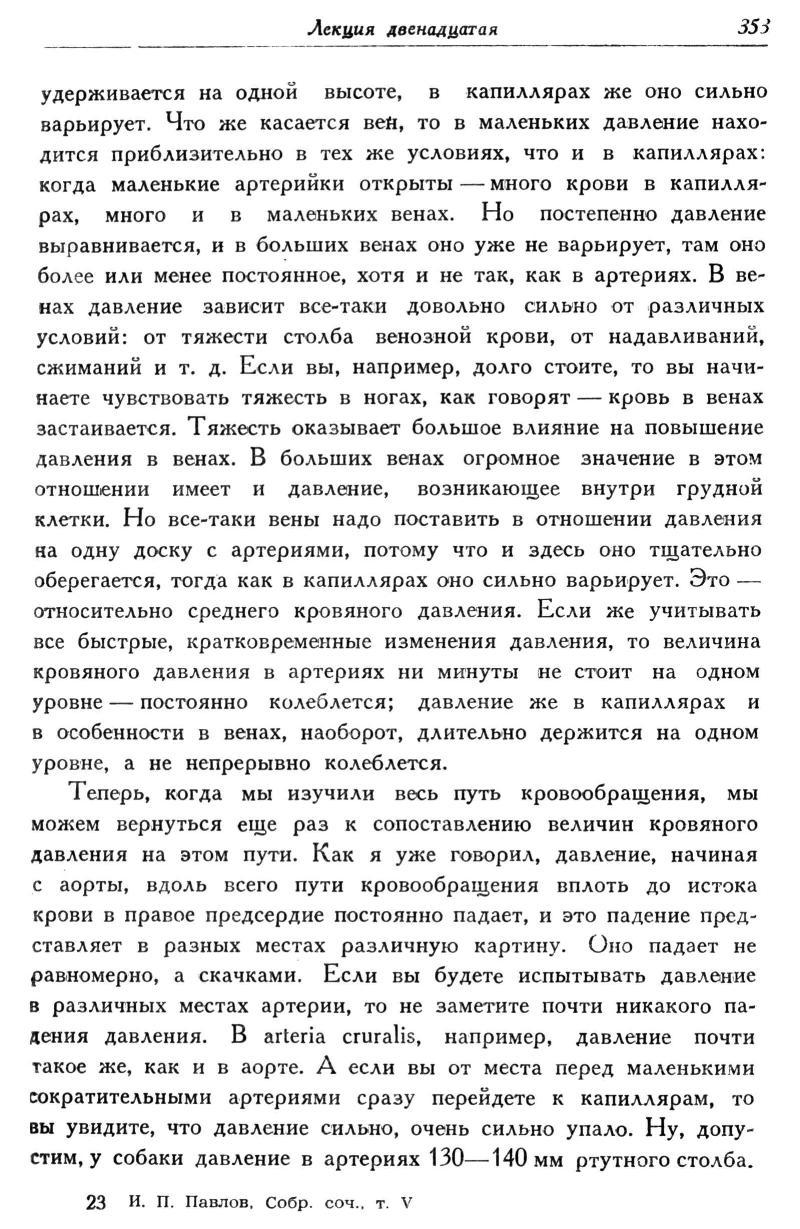 Лекция двенадцатая 353
удерживается на одной высоте, в капиллярах же оно сильно
варьирует. Что же касается вен, то в маленьких давление нахо-
дится приблизительно в тех же условиях, что и в капиллярах:
когда маленькие артерийки открыты — много крови в капилля-
рах, много и в маленьких венах. Но постепенно давление
выравнивается, и в больших венах оно уже не варьирует, там оно
более или менее постоянное, хотя и не так, как в артериях. В ве-
нах давление зависит все-таки довольно сильно от различных
условий: от тяжести столба венозной крови, от надавливаний,
сжиманий и т. д. Если вы, например, долго стоите, то вы начи-
наете чувствовать тяжесть в ногах, как говорят — кровь в венах
застаивается. Тяжесть оказывает большое влияние на повышение
давления в венах. В больших венах огромное значение в этом
отношении имеет и давление, возникающее внутри грудной
клетки. Но все-таки вены надо поставить в отношении давления
на одну доску с артериями, потому что и здесь оно тщательно
оберегается, тогда как в капиллярах оно сильно варьирует. Это —
относительно среднего кровяного давления. Если же учитывать
все быстрые, кратковременные изменения давления, то величина
кровяного давления в артериях ни минуты не стоит на одном
уровне — постоянно колеблется; давление же в капиллярах и
в особенности в венах, наоборот, длительно держится на одном
уровне, а не непрерывно колеблется.
Теперь, когда мы изучили весь путь кровообращения, мы
можем вернуться еще раз к сопоставлению величин кровяного
давления на этом пути. Как я уже говорил, давление, начиная
с аорты, вдоль всего пути кровообращения вплоть до истока
крови в правое предсердие постоянно падает, и это падение пред-
ставляет в разных местах различную картину. Оно падает не
равномерно, а скачками. Если вы будете испытывать давление
в различных местах артерии, то не заметите почти никакого па-
дения давления. В arteria cruralis, например, давление почти
такое же, как и в аорте. А если вы от места перед маленькими
сократительными артериями сразу перейдете к капиллярам, то
вы увидите, что давление сильно, очень сильно упало. Ну, допу-
стим, у собаки давление в артериях 130—140 мм ртутного столба.
23 И. П. Павлов, Собр. соч., т. V